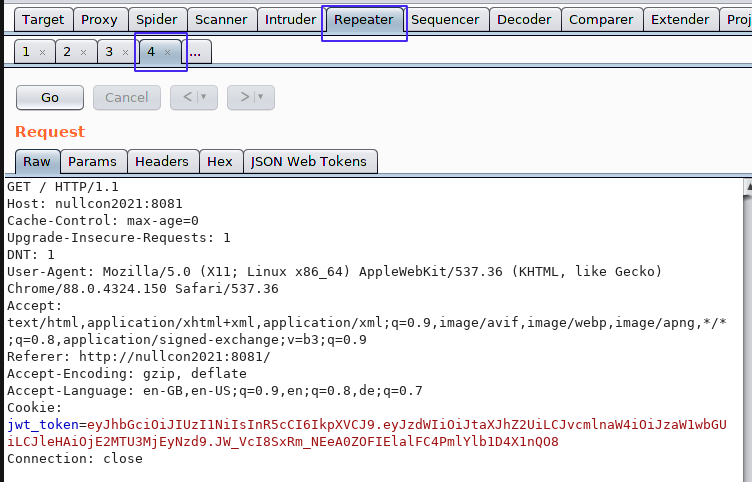 Target Proxy Spider Scanner Intruder Repeater Sequencer Decoder Comparer Extender Proj
1 × 2 × 3 × 4 × ...
Go Cancel < > 
Request
Raw Params Headers Hex JSON Web Tokens
GET / HTTP/1.1
Host: nullcon2021:8081
Cache-Control: max-age=0
Upgrade-Insecure-Requests: 1
DNT: 1
User-Agent: Mozilla/5.0 (X11; Linux x86_64) AppleWebKit/537.36 (KHTML, like Gecko)
Chrome/88.0.4324.150 Safari/537.36
Accept:
text/html,application/xhtml+xml,application/xml;q=0.9,image/avif,image/webp,image/apng,*/*
;q=0.8,application/signed-exchange;v=b3;q=0.9
Referer: http://nullcon2021:8081/
Accept-Encoding: gzip, deflate
Accept-Language: en-GB,en-US;q=0.9,en;q=0.8,de;q=0.7
Cookie:
jwt_token=eyJhbGciOiJIUzI1NiIsInR5cCI6IkpXVCJ9.eyJzdWIiOiJtaXJhZ2UiLCJvcmlnaW4iOiJzaW1wbGU
iLCJleHAiOjE2MTU3MjEyNzd9.JW_VcI8SxRm_NEeA0ZOFIElalFC4PmlYlb1D4X1nQO8
Connection: close